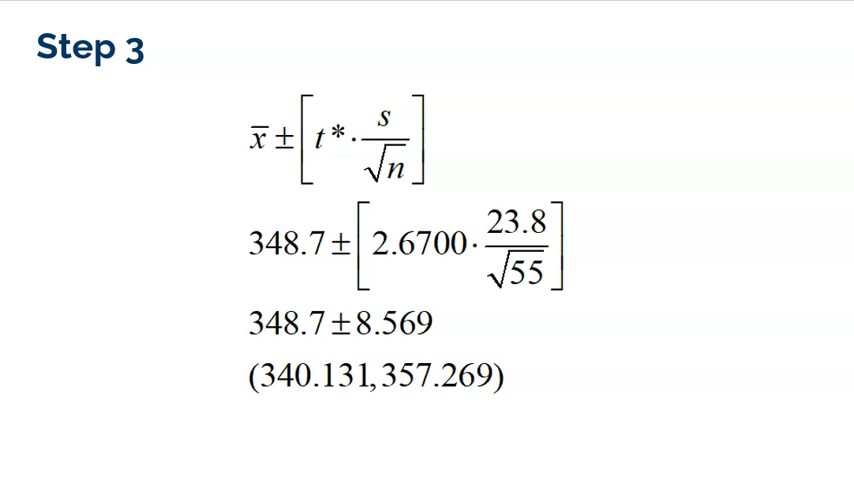 Step 3
x̄ ± [t* · s/√n]
348.7 ± [2.6700 · 23.8/√55]
348.7 ± 8.569
(340.131, 357.269)